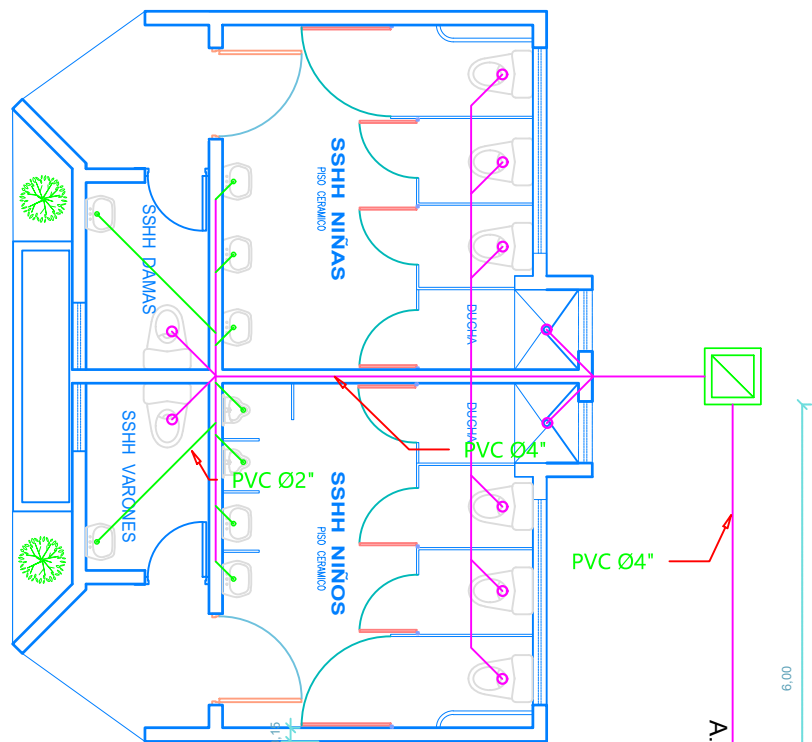 SSHH NIÑAS
PISO CERAMICO
SSHH DAMAS
DUCHA
DUCHA
SSHH VARONES
SSHH NIÑOS
PISO CERAMICO
PVC Ø4"
PVC Ø2"
PVC Ø4"
6,00
,15
A.